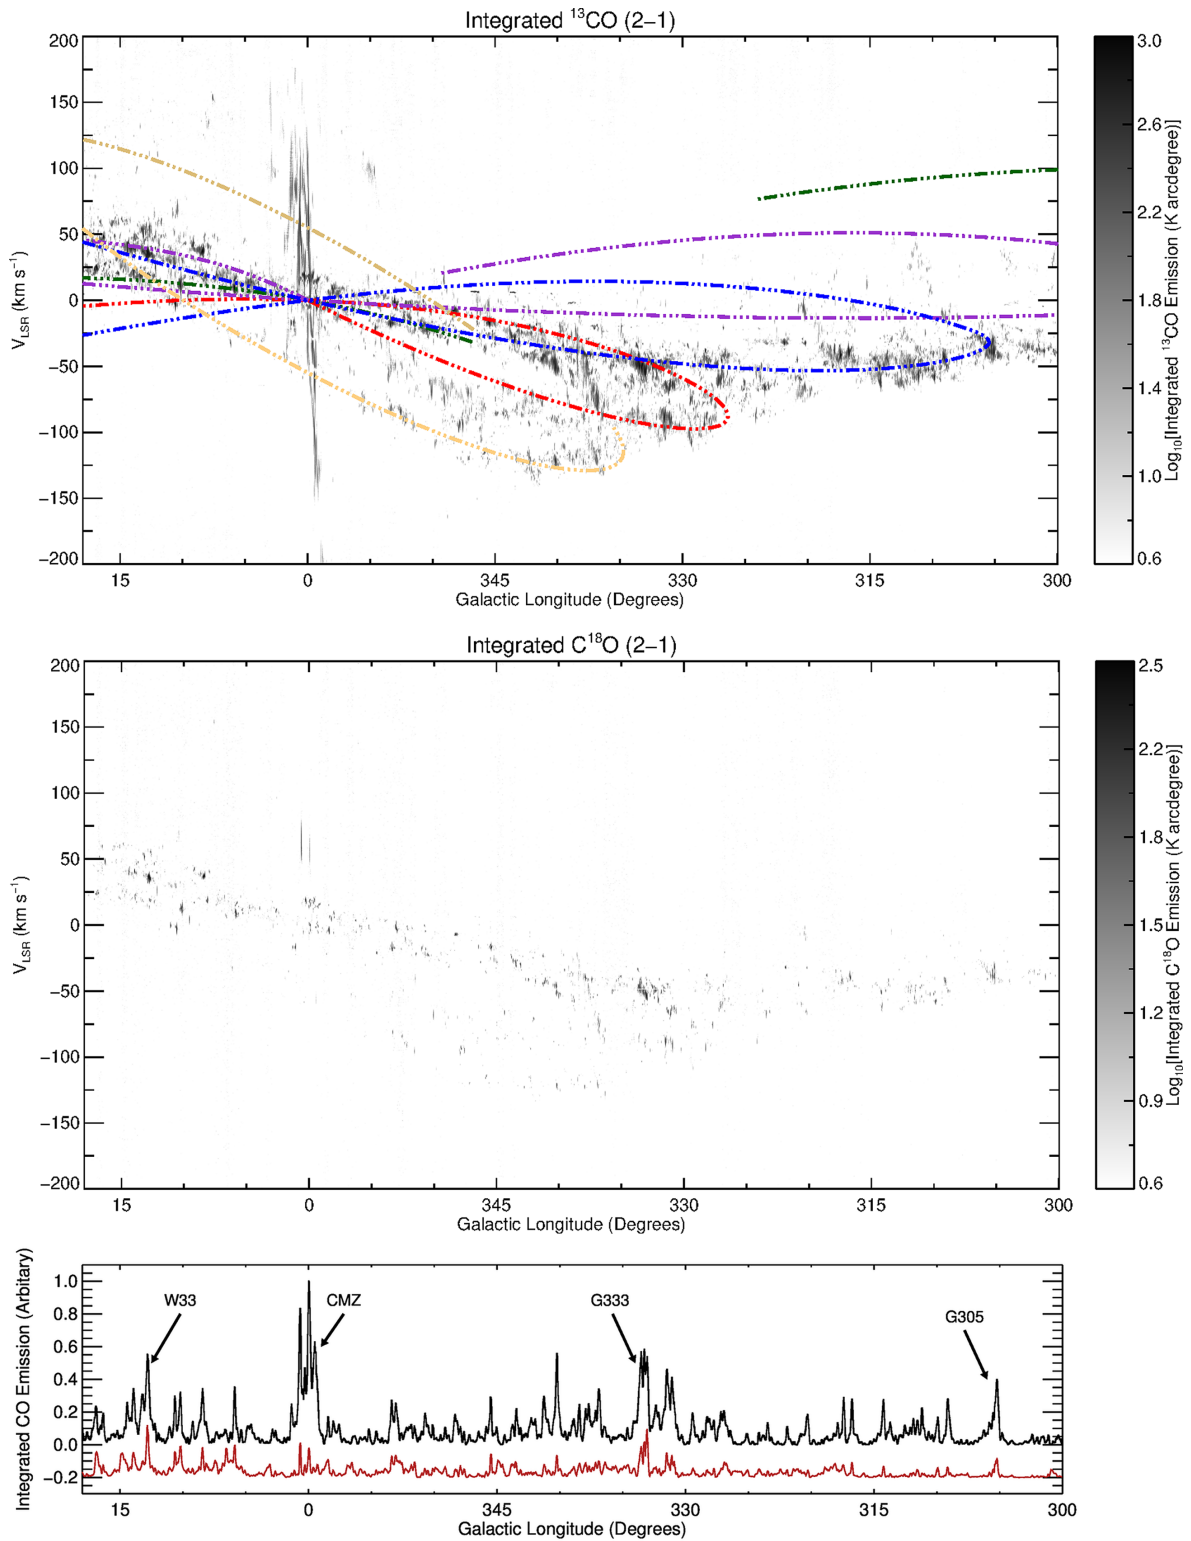 Integrated ¹³CO (2−1)
200
150
100
50
0
−50
−100
−150
−200
V_LSR (km s⁻¹)
15 0 345 330 315 300
Galactic Longitude (Degrees)
3.0
2.6
2.2
1.8
1.4
1.0
0.6
Log₁₀[Integrated ¹³CO Emission (K arcdegree)]
Integrated C¹⁸O (2−1)
200
150
100
50
0
−50
−100
−150
−200
V_LSR (km s⁻¹)
15 0 345 330 315 300
Galactic Longitude (Degrees)
2.5
2.2
1.8
1.5
1.2
0.9
0.6
Log₁₀[Integrated C¹⁸O Emission (K arcdegree)]
Integrated CO Emission (Arbitary)
1.0
0.8
0.6
0.4
0.2
0.0
−0.2
W33
CMZ
G333
G305
15 0 345 330 315 300
Galactic Longitude (Degrees)